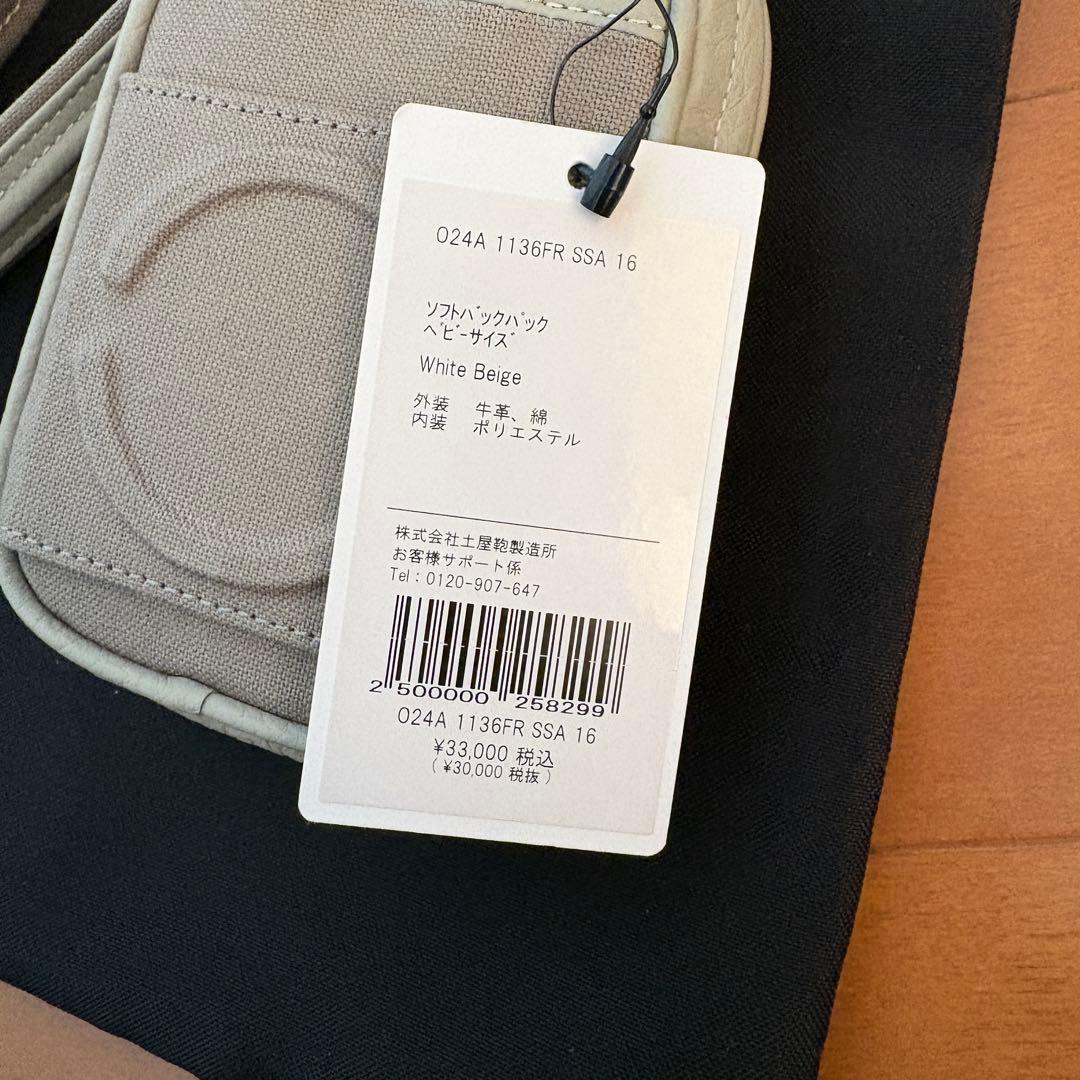 O24A 1136FR SSA 16
ソフトバックパック
ベビーサイズ
White Beige
外装 牛革、綿
内装 ポリエステル
株式会社土屋鞄製造所
お客様サポート係
Tel：0120-907-647
2 500000 258299
O24A 1136FR SSA 16
¥33,000 税込
( ¥30,000 税抜 )